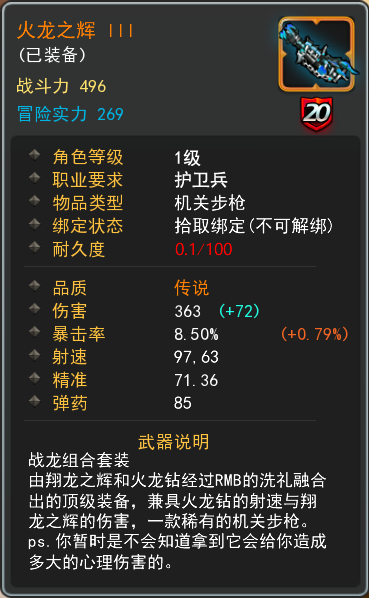 火龙之辉 III
(已装备)
战斗力 496
冒险实力 269
20
角色等级 1级
职业要求 护卫兵
物品类型 机关步枪
绑定状态 拾取绑定(不可解绑)
耐久度 0.1/100
品质 传说
伤害 363 (+72)
暴击率 8.50% (+0.79%)
射速 97,63
精准 71.36
弹药 85
武器说明
战龙组合套装
由翔龙之辉和火龙钻经过RMB的洗礼融合
出的顶级装备，兼具火龙钻的射速与翔
龙之辉的伤害，一款稀有的机关步枪。
ps.你暂时是不会知道拿到它会给你造成
多大的心理伤害的。